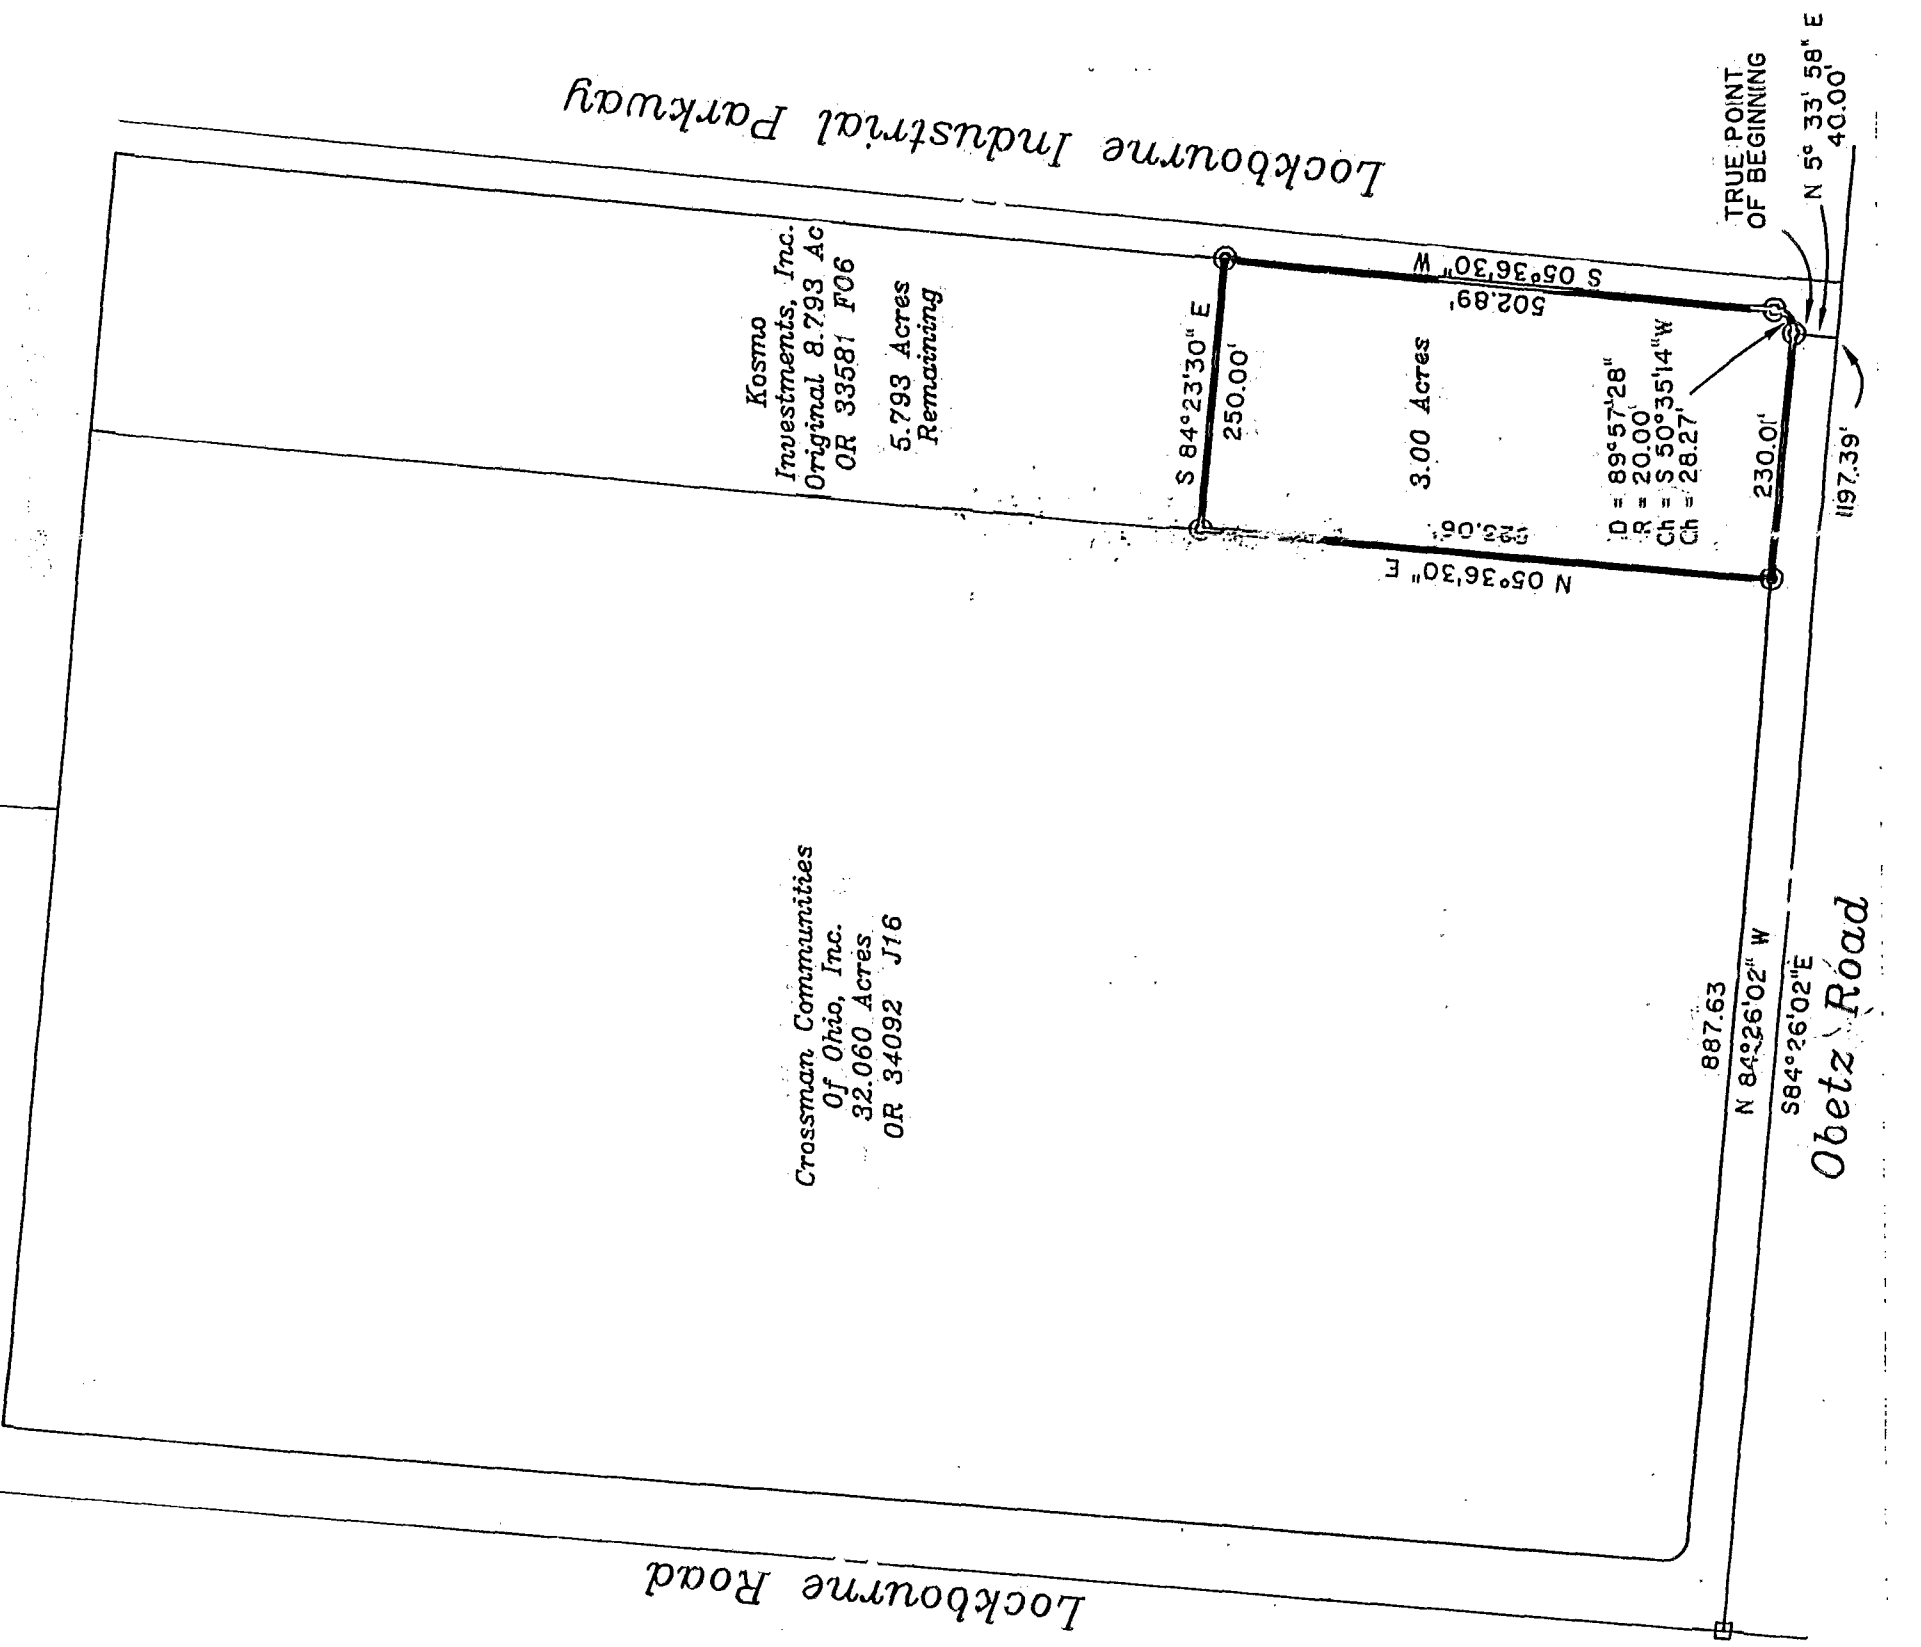 Lockbourne Industrial Parkway
TRUE POINT
OF BEGINNING
N 5° 33' 58" E
40.00'
Kosmo
Investments, Inc.
Original 8.793 Ac
OR 33581 F06
5.793 Acres
Remaining
S 84°23'30" E
250.00'
S 05°36'30" W
502.89'
3.00 Acres
N 05°36'30" E
D = 89°57'28"
R = 20.00'
Ch = S 50°35'14"W
Ch = 28.27'
230.01'
1197.39'
Crossman Communities
Of Ohio, Inc.
32.060 Acres
OR 34092 J16
887.63
N 84°26'02" W
S84°26'02"E
Obetz Road
Lockbourne Road